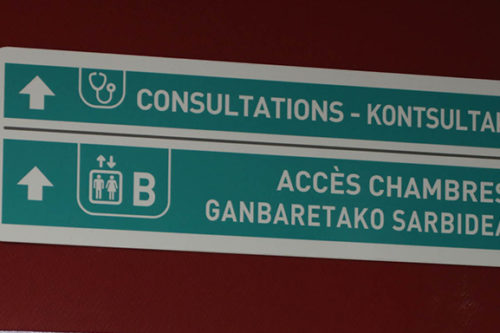 CONSULTATIONS - KONTSULTA
B
ACCÈS CHAMBRES
GANBARETAKO SARBIDEA